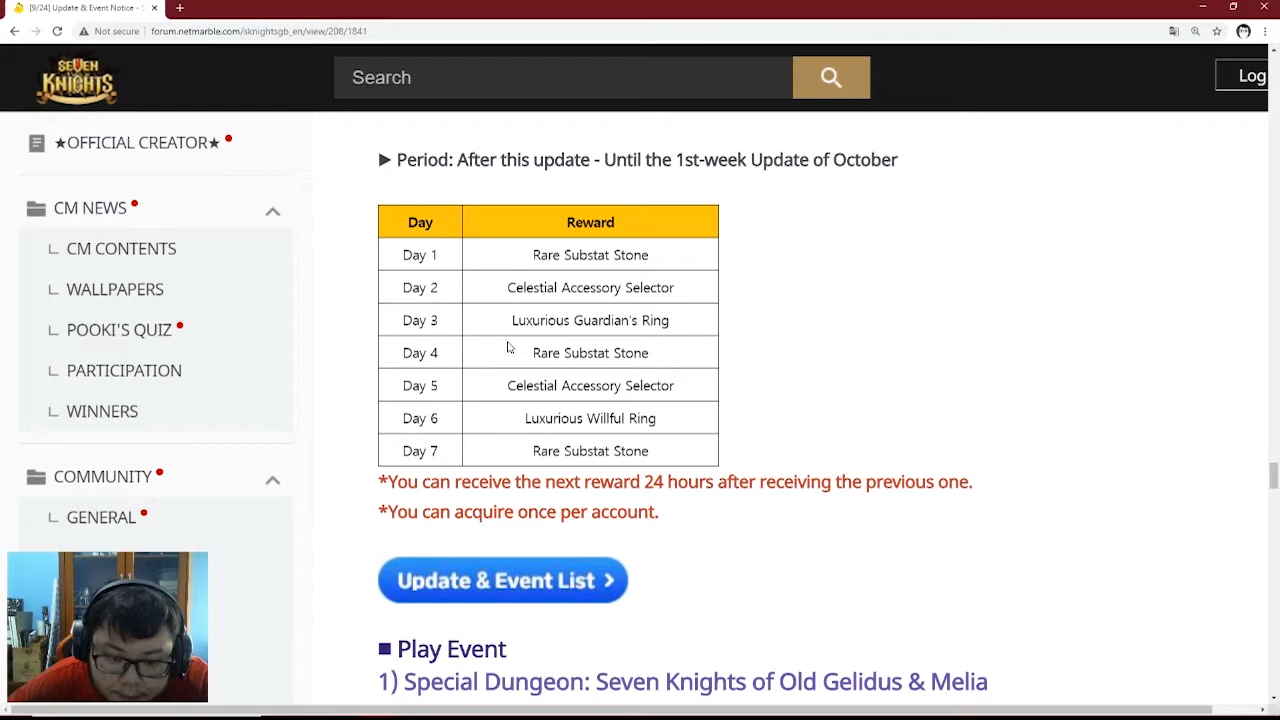 [9/24] Update & Event Notice -
Not secure
forum.netmarble.com/sknightsgb_en/view/208/1841
SEVEN
KNIGHTS
Search
Log
★OFFICIAL CREATOR★
CM NEWS
CM CONTENTS
WALLPAPERS
POOKI'S QUIZ
PARTICIPATION
WINNERS
COMMUNITY
GENERAL
▶ Period: After this update - Until the 1st-week Update of October
Day Reward
Day 1 Rare Substat Stone
Day 2 Celestial Accessory Selector
Day 3 Luxurious Guardian's Ring
Day 4 Rare Substat Stone
Day 5 Celestial Accessory Selector
Day 6 Luxurious Willful Ring
Day 7 Rare Substat Stone
*You can receive the next reward 24 hours after receiving the previous one.
*You can acquire once per account.
Update & Event List >
■ Play Event
1) Special Dungeon: Seven Knights of Old Gelidus & Melia